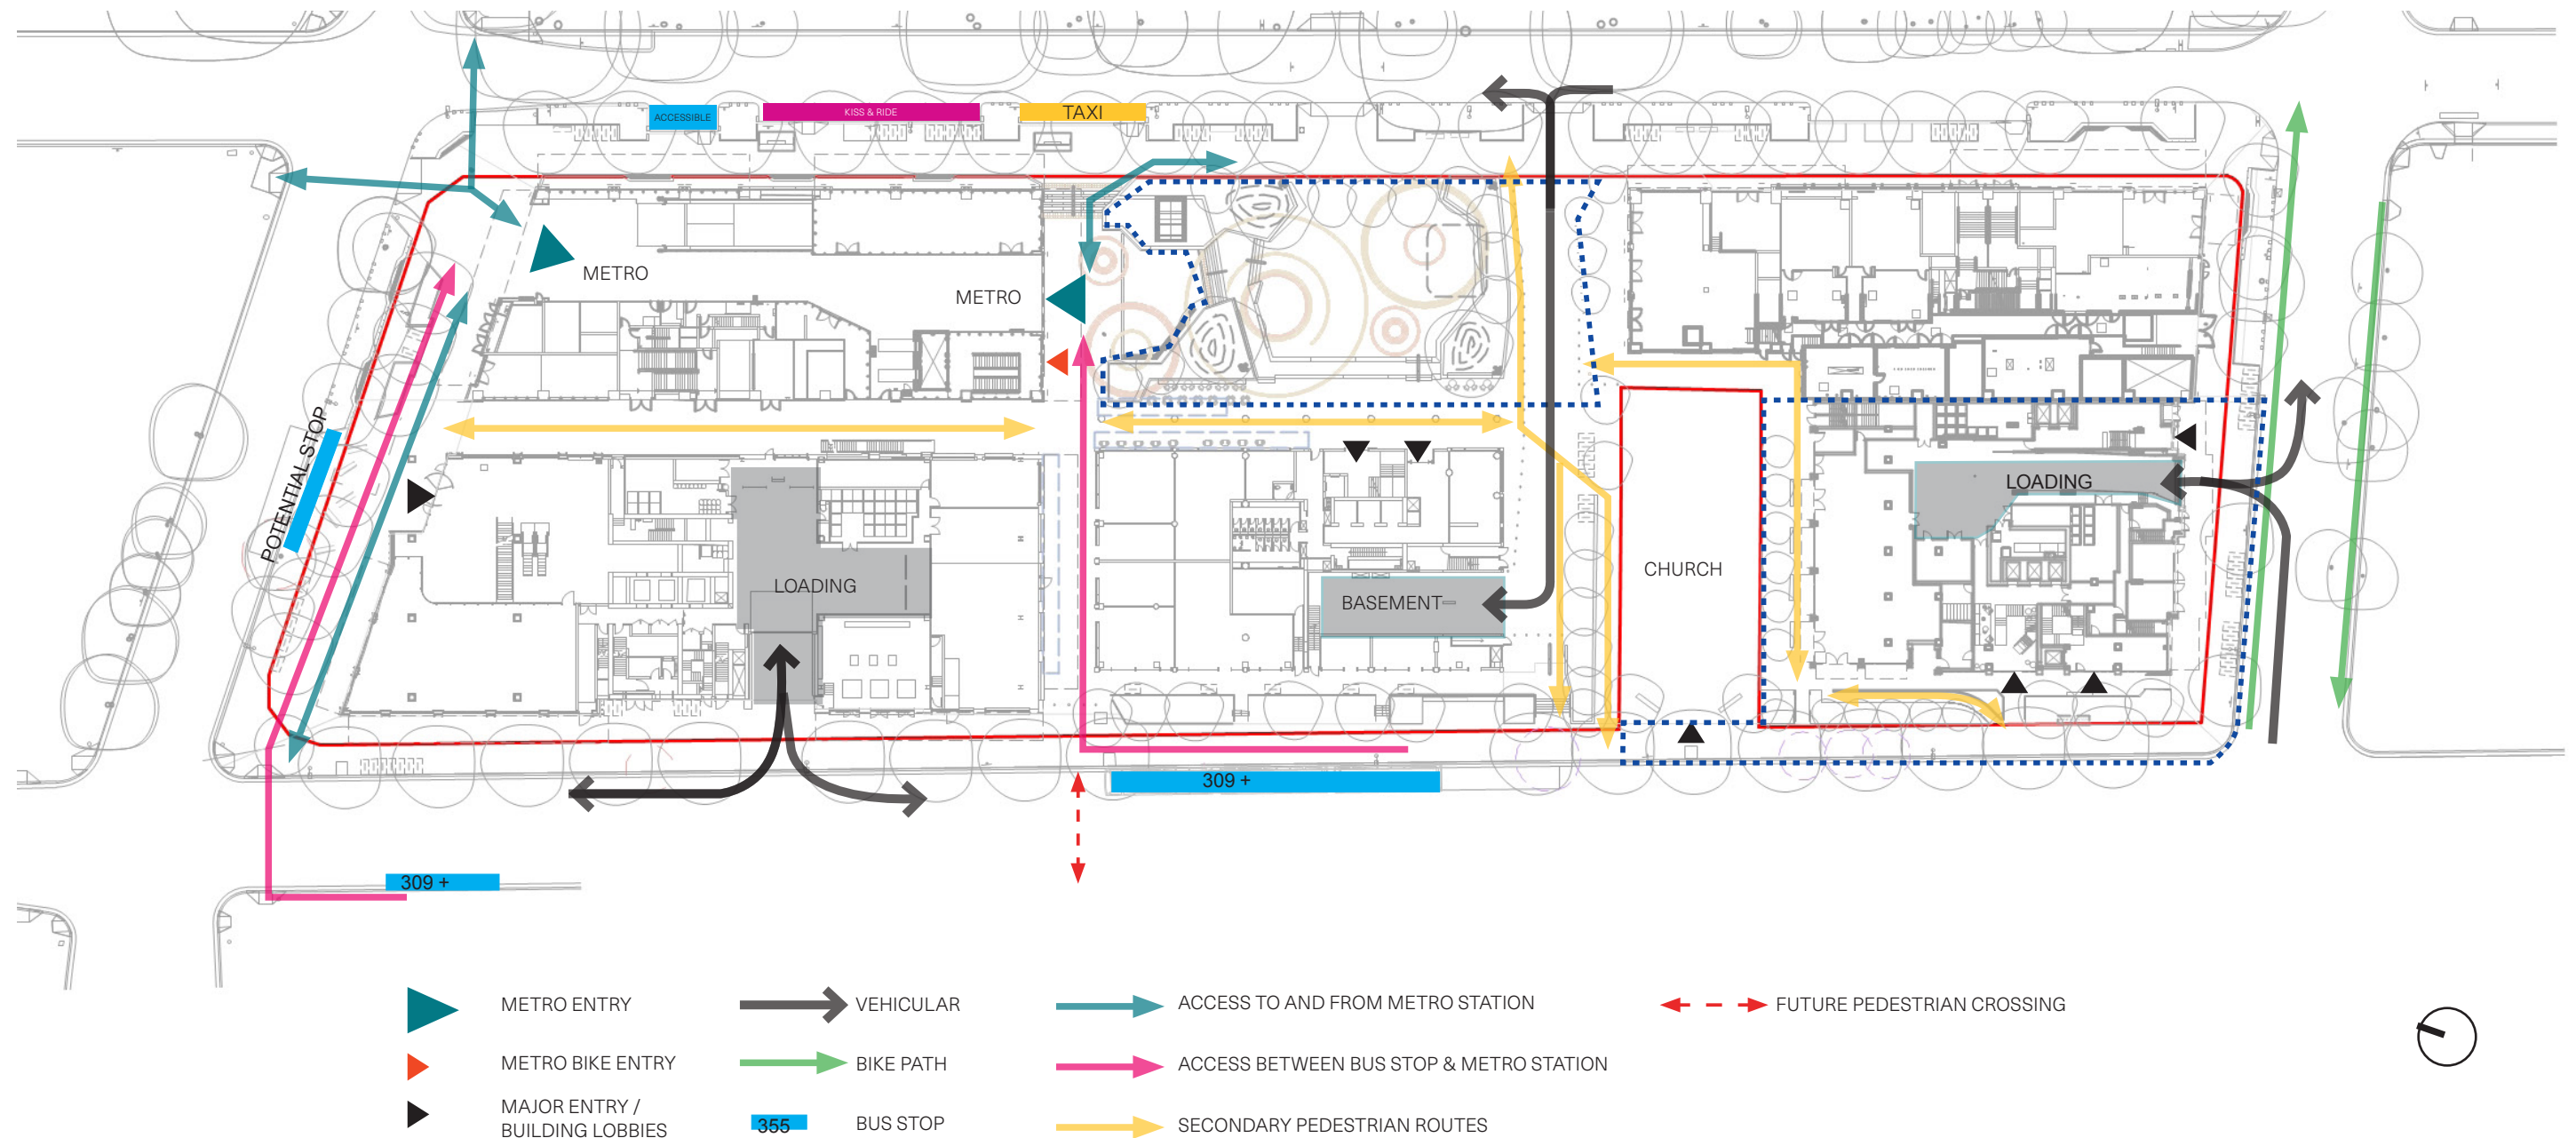 ACCESSIBLE
KISS & RIDE
TAXI
METRO
METRO
POTENTIAL STOP
LOADING
LOADING
CHURCH
BASEMENT
309 +
309 +
METRO ENTRY
VEHICULAR
ACCESS TO AND FROM METRO STATION
FUTURE PEDESTRIAN CROSSING
METRO BIKE ENTRY
BIKE PATH
ACCESS BETWEEN BUS STOP & METRO STATION
MAJOR ENTRY /
BUILDING LOBBIES
355
BUS STOP
SECONDARY PEDESTRIAN ROUTES